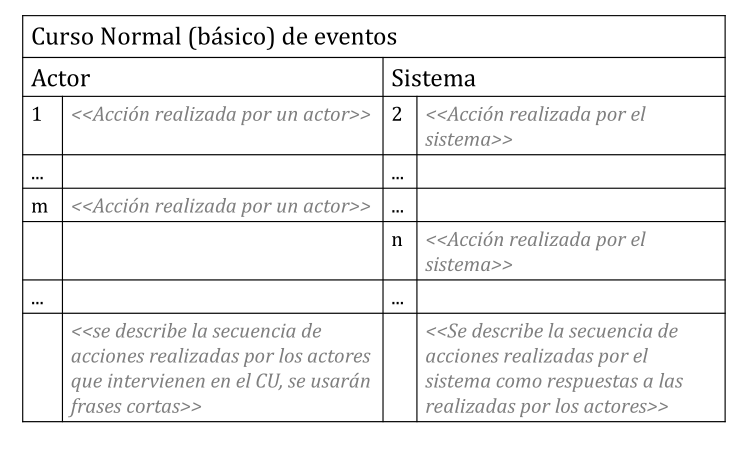 Curso Normal (básico) de eventos
Actor
Sistema
1 <<Acción realizada por un actor>> 2 <<Acción realizada por el
sistema>>
... ...
m <<Acción realizada por un actor>> ...
n <<Acción realizada por el
sistema>>
... ...
<<se describe la secuencia de
acciones realizadas por los actores
que intervienen en el CU, se usarán
frases cortas>>
<<Se describe la secuencia de
acciones realizadas por el
sistema como respuestas a las
realizadas por los actores>>